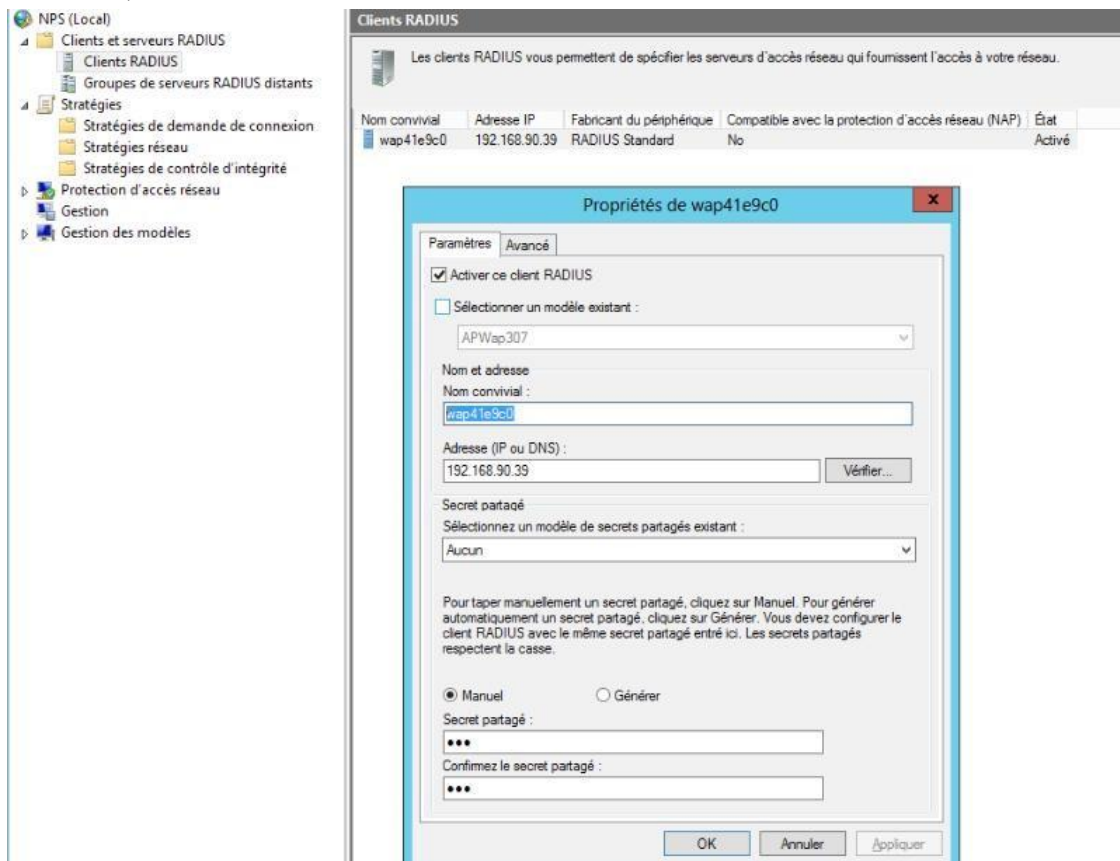 NPS (Local)
Clients et serveurs RADIUS
Clients RADIUS
Groupes de serveurs RADIUS distants
Stratégies
Stratégies de demande de connexion
Stratégies réseau
Stratégies de contrôle d'intégrité
Protection d'accès réseau
Gestion
Gestion des modèles
Clients RADIUS
Les clients RADIUS vous permettent de spécifier les serveurs d'accès réseau qui fournissent l'accès à votre réseau.
Nom convivial Adresse IP Fabricant du périphérique Compatible avec la protection d'accès réseau (NAP) État
wap41e9c0 192.168.90.39 RADIUS Standard No Activé
Propriétés de wap41e9c0
x
Paramètres Avancé
Activer ce client RADIUS
Sélectionner un modèle existant :
APWap307
Nom et adresse
Nom convivial :
wap41e9c0
Adresse (IP ou DNS) :
192.168.90.39 Vérifier...
Secret partagé
Sélectionnez un modèle de secrets partagés existant :
Aucun
Pour taper manuellement un secret partagé, cliquez sur Manuel. Pour générer
automatiquement un secret partagé, cliquez sur Générer. Vous devez configurer le
client RADIUS avec le même secret partagé entré ici. Les secrets partagés
respectent la casse.
Manuel Générer
Secret partagé :
•••
Confirmez le secret partagé :
•••
OK Annuler Appliquer